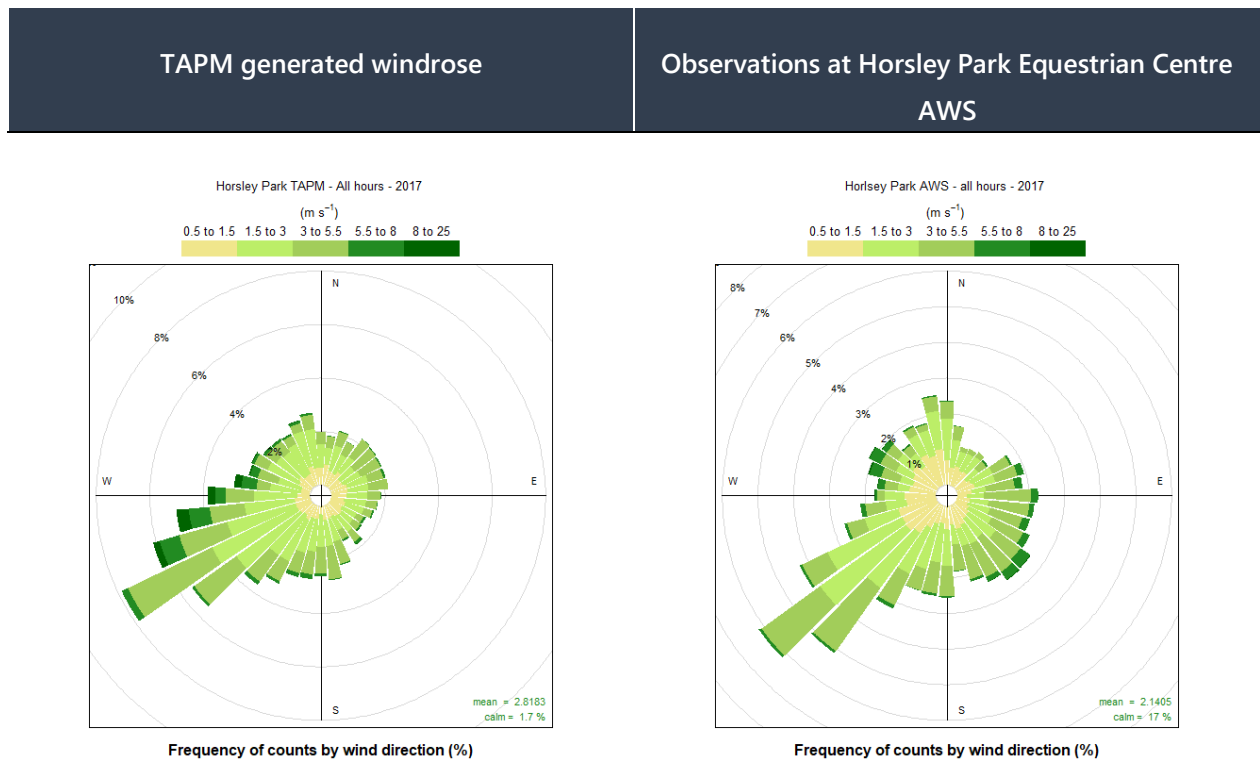 TAPM generated windrose
Observations at Horsley Park Equestrian Centre
AWS
Horsley Park TAPM - All hours - 2017
(m s⁻¹)
0.5 to 1.5 1.5 to 3 3 to 5.5 5.5 to 8 8 to 25
10%
8%
6%
4%
2%
N
W
E
S
mean = 2.8183
calm = 1.7 %
Frequency of counts by wind direction (%)
Horlsey Park AWS - all hours - 2017
(m s⁻¹)
0.5 to 1.5 1.5 to 3 3 to 5.5 5.5 to 8 8 to 25
8%
7%
6%
5%
4%
3%
2%
1%
N
W
E
S
mean = 2.1405
calm = 17 %
Frequency of counts by wind direction (%)